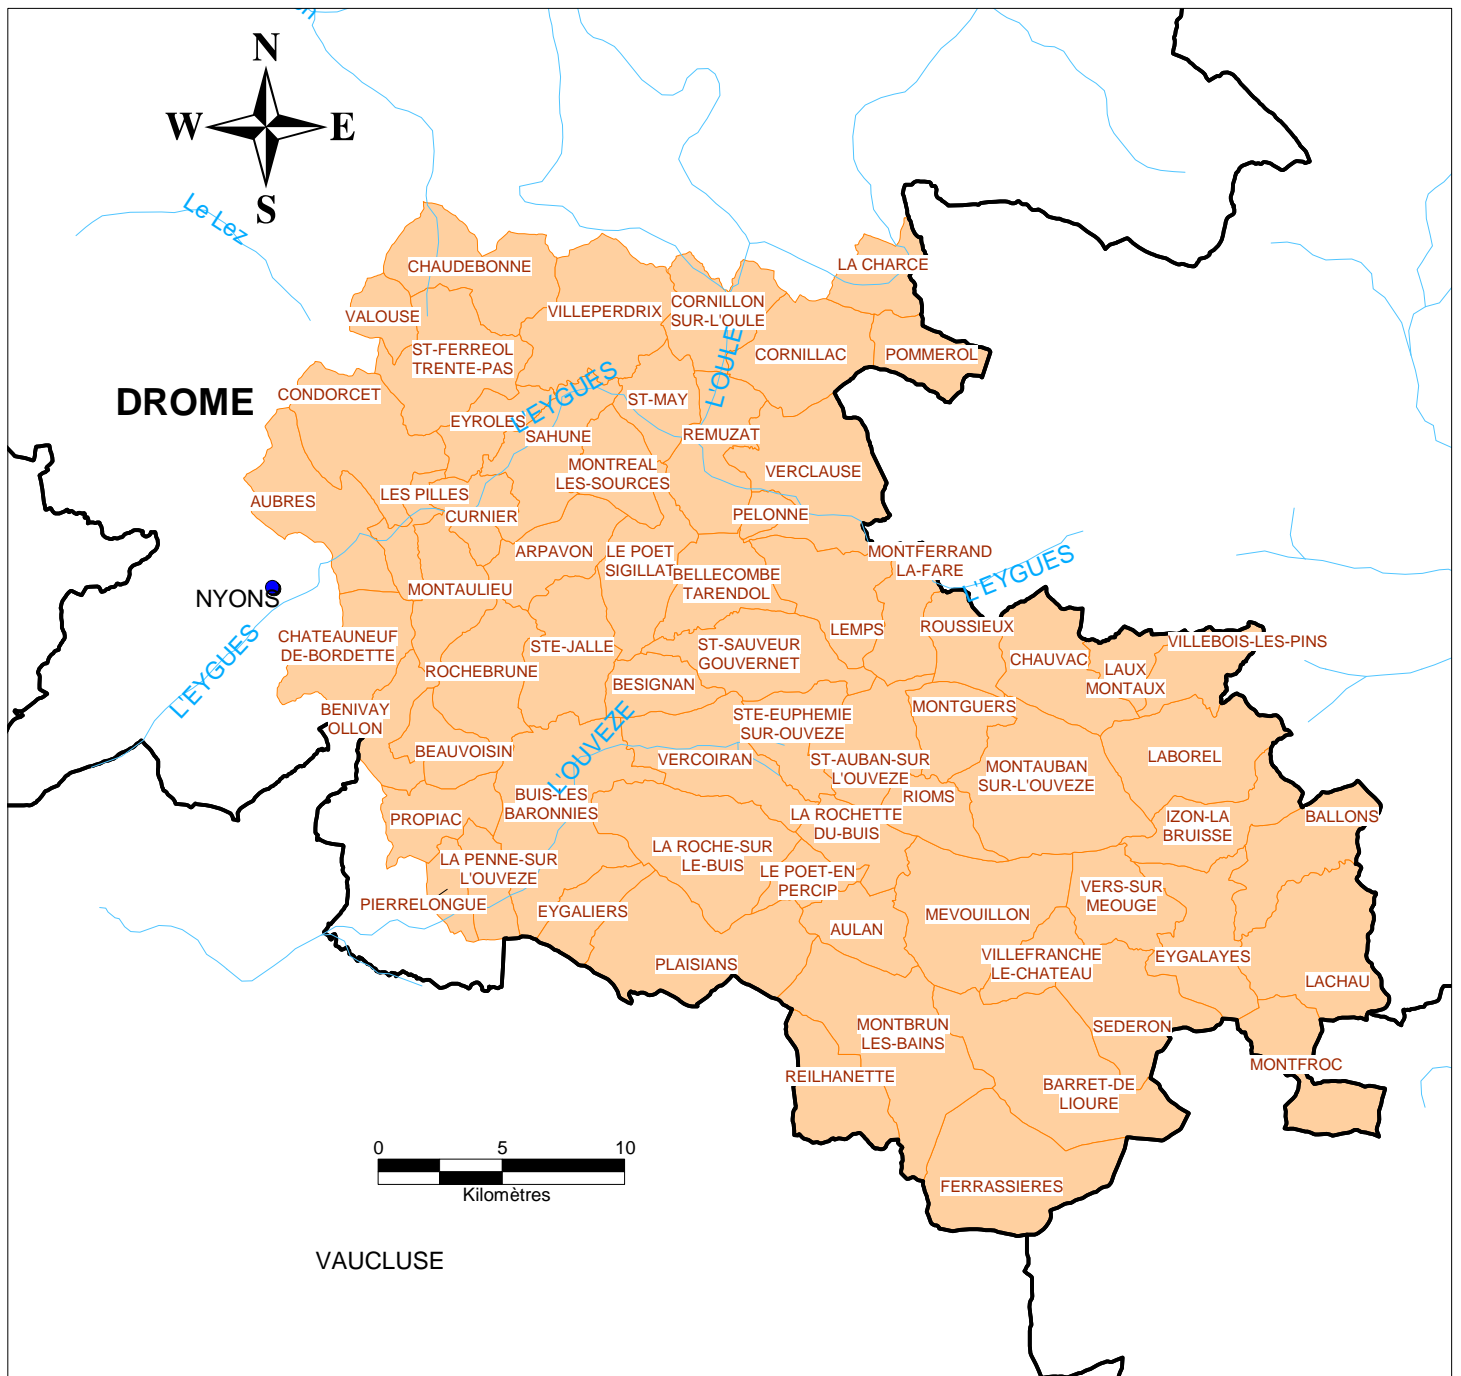 N
W
E
S
Le Lez
CHAUDEBONNE
LA CHARCE
VALOUSE
VILLEPERDRIX
CORNILLON
SUR-L'OULE
ST-FERREOL
TRENTE-PAS
L'OULE
CORNILLAC
POMMEROL
DROME
CONDORCET
L'EYGUES
ST-MAY
EYROLES
SAHUNE
REMUZAT
MONTREAL
LES-SOURCES
VERCLAUSE
AUBRES
LES PILLES
CURNIER
PELONNE
ARPAVON
LE POET
SIGILLAT
MONTFERRAND
LA-FARE
L'EYGUES
BELLECOMBE
TARENDOL
NYONS
MONTAULIEU
CHATEAUNEUF
DE-BORDETTE
L'EYGUES
STE-JALLE
LEMPS
ROUSSIEUX
ST-SAUVEUR
GOUVERNET
VILLEBOIS-LES-PINS
CHAUVAC
LAUX
MONTAUX
ROCHEBRUNE
BESIGNAN
BENIVAY
OLLON
MONTGUERS
STE-EUPHEMIE
SUR-OUVEZE
L'OUVEZE
BEAUVOISIN
VERCOIRAN
ST-AUBAN-SUR
L'OUVEZE
MONTAUBAN
SUR-L'OUVEZE
LABOREL
BUIS-LES
BARONNIES
RIOMS
PROPIAC
LA ROCHETTE
DU-BUIS
IZON-LA
BRUISSE
BALLONS
LA PENNE-SUR
L'OUVEZE
LA ROCHE-SUR
LE-BUIS
LE POET-EN
PERCIP
VERS-SUR
MEOUGE
PIERRELONGUE
EYGALIERS
MEVOUILLON
AULAN
PLAISIANS
VILLEFRANCHE
LE-CHATEAU
EYGALAYES
LACHAU
MONTBRUN
LES-BAINS
SEDERON
REILHANETTE
MONTFROC
BARRET-DE
LIOURE
FERRASSIERES
0 5 10
Kilomètres
VAUCLUSE